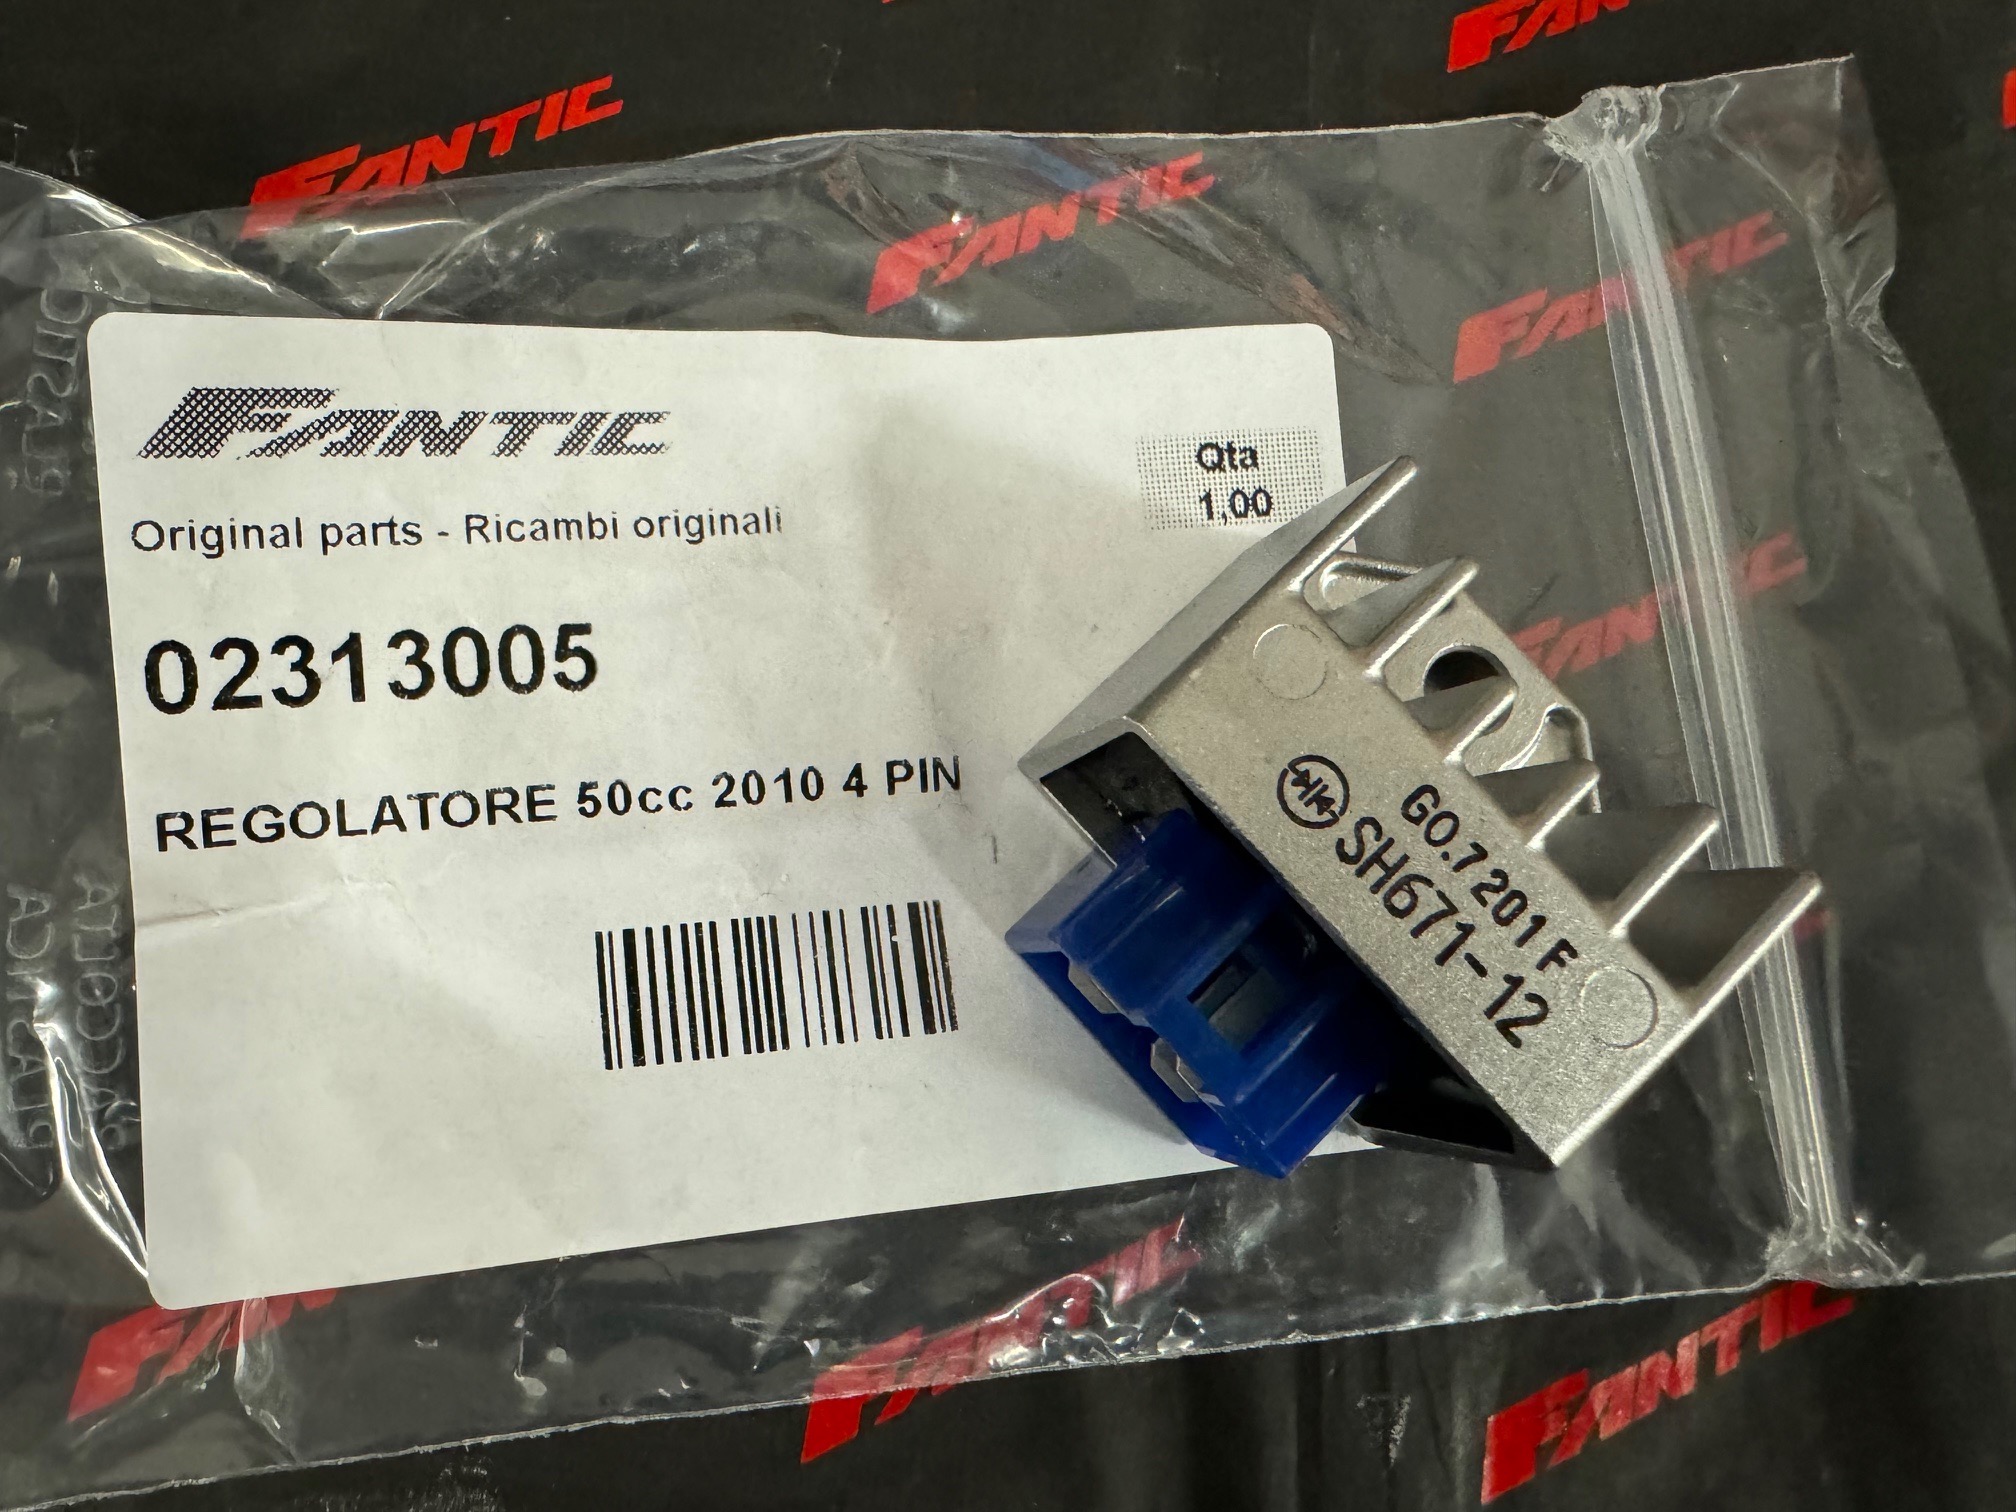 FANTIC
FANTIC
FANTIC
FANTIC
Qta
1,00
Original parts - Ricambi originali
02313005
REGOLATORE 50cc 2010 4 PIN
GO.7201F
SH671-12
FANTIC
FANTIC
FANTIC
FANTIC